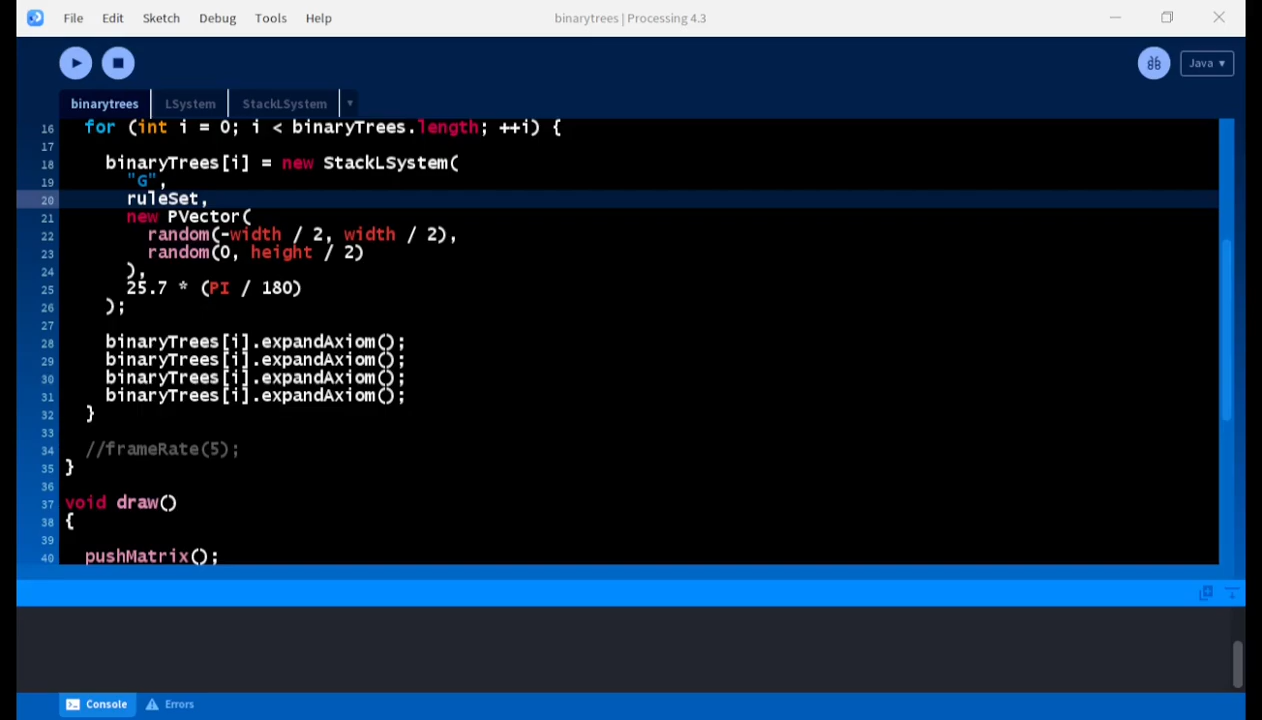 File Edit Sketch Debug Tools Help binarytrees | Processing 4.3
Java ▾
binarytrees LSystem StackLSystem ▾
16 for (int i = 0; i < binaryTrees.length; ++i) {
17
18 binaryTrees[i] = new StackLSystem(
19 "G",
20 ruleSet,
21 new PVector(
22 random(-width / 2, width / 2),
23 random(0, height / 2)
24 ),
25 25.7 * (PI / 180)
26 );
27
28 binaryTrees[i].expandAxiom();
29 binaryTrees[i].expandAxiom();
30 binaryTrees[i].expandAxiom();
31 binaryTrees[i].expandAxiom();
32 }
33
34 //frameRate(5);
35 }
36
37 void draw()
38 {
39
40 pushMatrix();
Console Errors